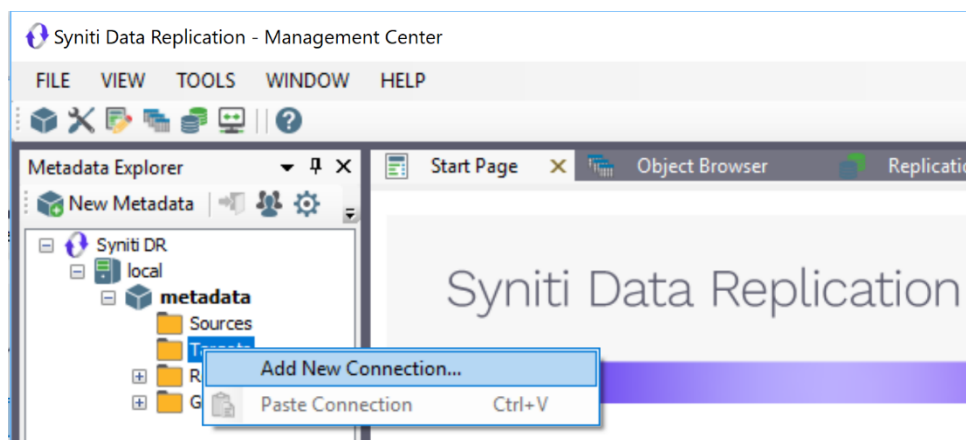 Syniti Data Replication - Management Center
FILE VIEW TOOLS WINDOW HELP
Metadata Explorer
Start Page
Object Browser
New Metadata
Syniti DR
local
metadata
Sources
Add New Connection...
Paste Connection Ctrl+V
Syniti Data Replication